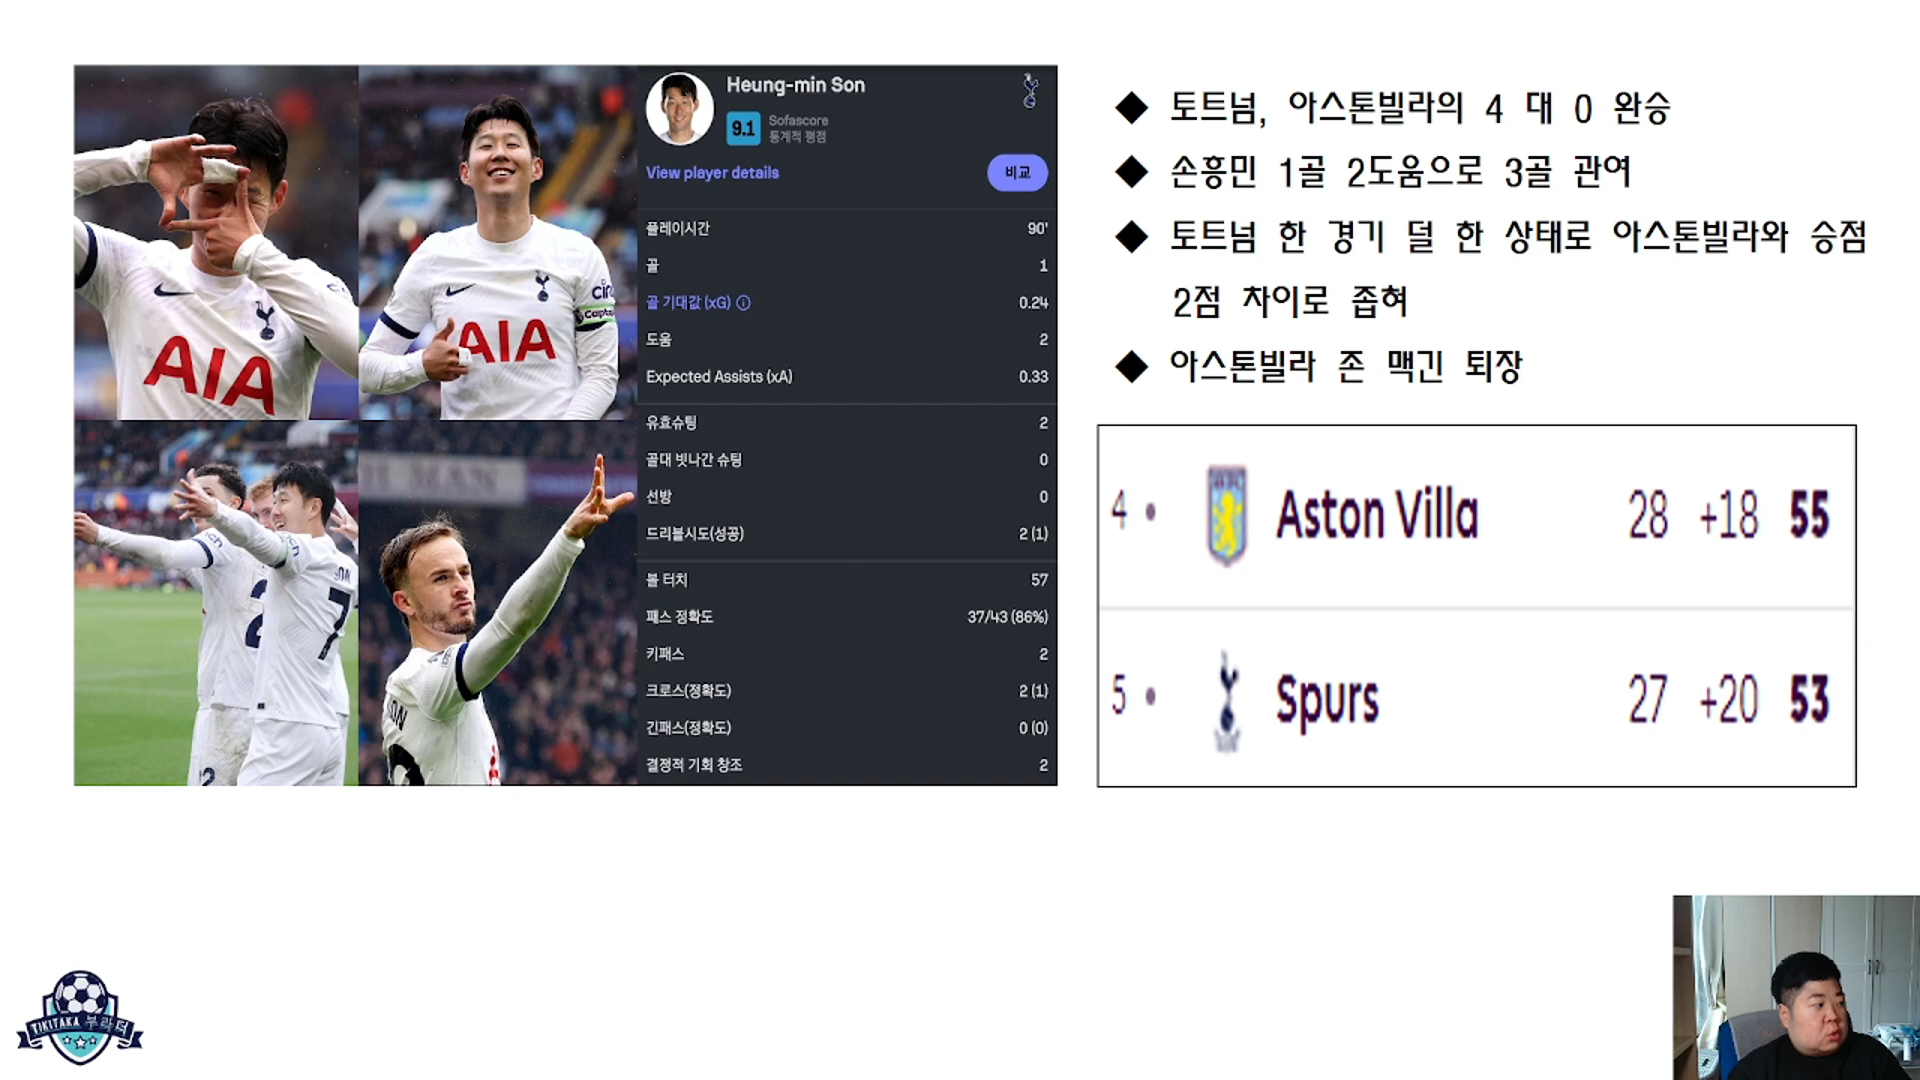 AIA
AIA
Heung-min Son
9.1
Sofascore
통계적 평점
View player details
비교
플레이시간 90'
골 1
골 기대값 (xG) 0.24
도움 2
Expected Assists (xA) 0.33
유효슈팅 2
골대 빗나간 슈팅 0
선방 0
드리블시도(성공) 2 (1)
볼 터치 57
패스 정확도 37/43 (86%)
키패스 2
크로스(정확도) 2 (1)
긴패스(정확도) 0 (0)
결정적 기회 창조 2
SON
7
2
◆ 토트넘, 아스톤빌라의 4 대 0 완승
◆ 손흥민 1골 2도움으로 3골 관여
◆ 토트넘 한 경기 덜 한 상태로 아스톤빌라와 승점
2점 차이로 좁혀
◆ 아스톤빌라 존 맥긴 퇴장
4 Aston Villa 28 +18 55
5 Spurs 27 +20 53
TIKITAKA 부라덕